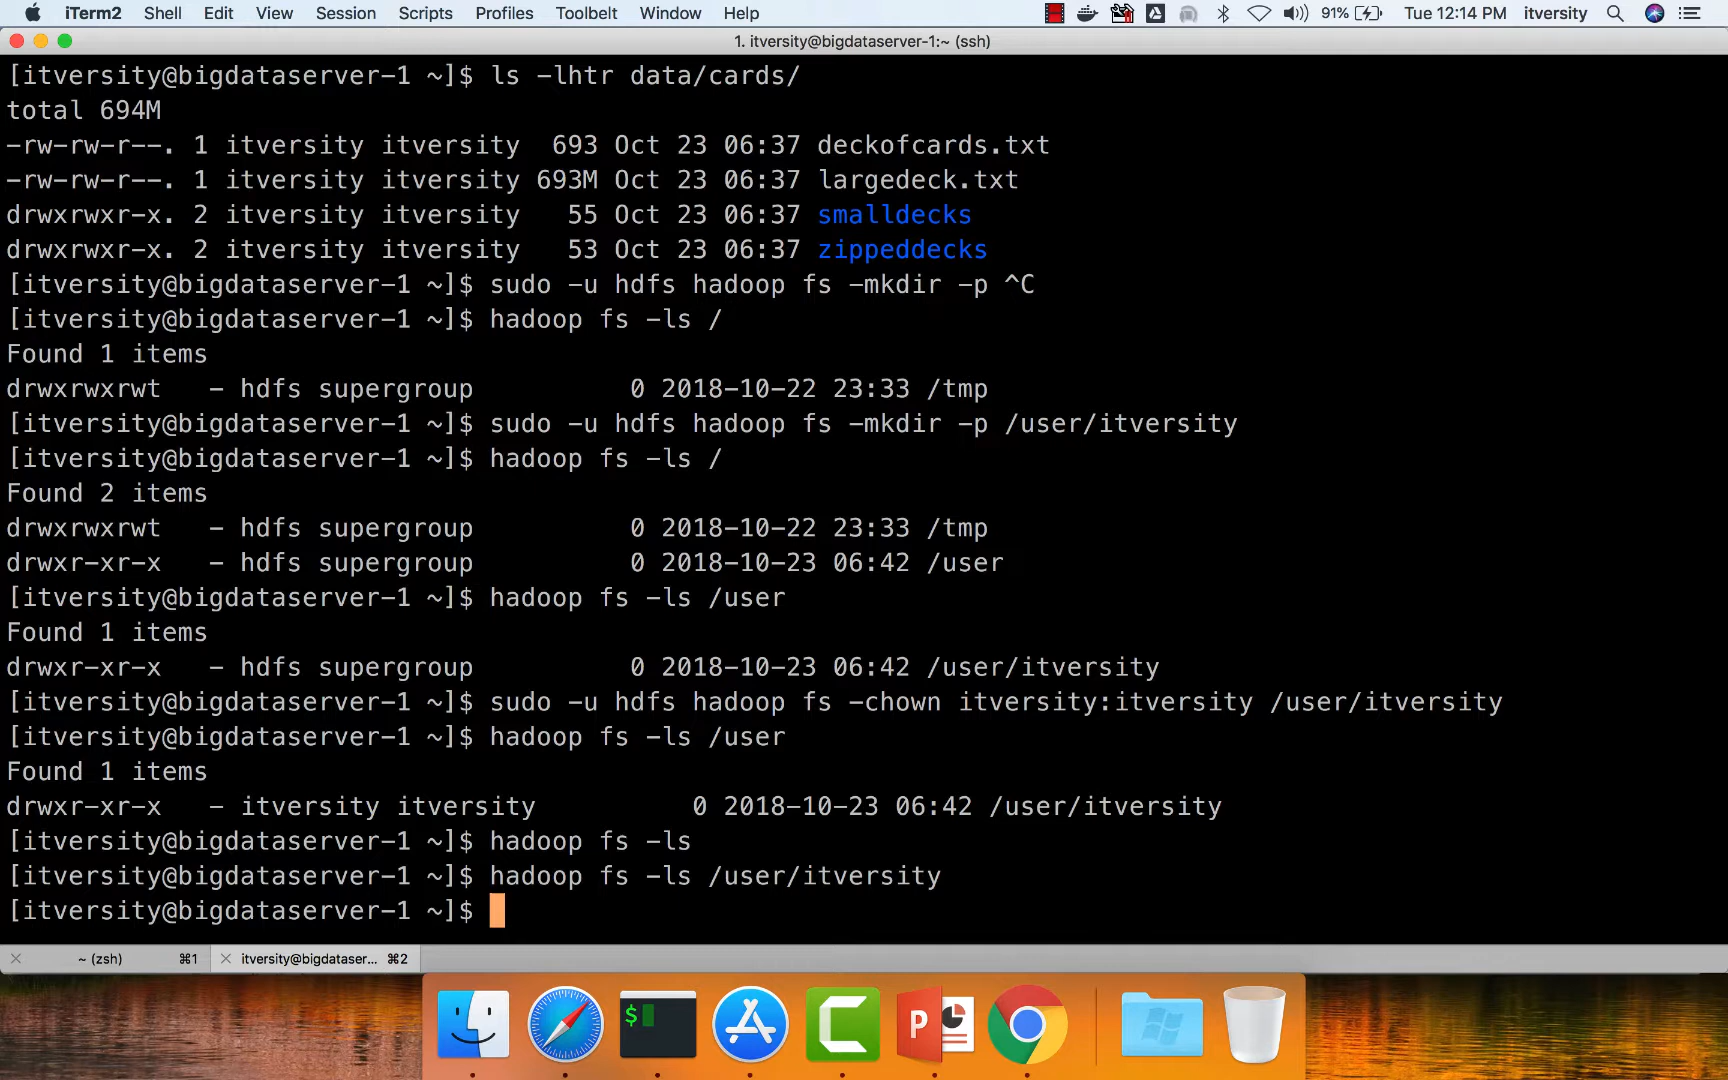 iTerm2 Shell Edit View Session Scripts Profiles Toolbelt Window Help 91% Tue 12:14 PM itversity
1. itversity@bigdataserver-1:~ (ssh)
[itversity@bigdataserver-1 ~]$ ls -lhtr data/cards/
total 694M
-rw-rw-r--. 1 itversity itversity  693 Oct 23 06:37 deckofcards.txt
-rw-rw-r--. 1 itversity itversity 693M Oct 23 06:37 largedeck.txt
drwxrwxr-x. 2 itversity itversity   55 Oct 23 06:37 smalldecks
drwxrwxr-x. 2 itversity itversity   53 Oct 23 06:37 zippeddecks
[itversity@bigdataserver-1 ~]$ sudo -u hdfs hadoop fs -mkdir -p ^C
[itversity@bigdataserver-1 ~]$ hadoop fs -ls /
Found 1 items
drwxrwxrwt   - hdfs supergroup          0 2018-10-22 23:33 /tmp
[itversity@bigdataserver-1 ~]$ sudo -u hdfs hadoop fs -mkdir -p /user/itversity
[itversity@bigdataserver-1 ~]$ hadoop fs -ls /
Found 2 items
drwxrwxrwt   - hdfs supergroup          0 2018-10-22 23:33 /tmp
drwxr-xr-x   - hdfs supergroup          0 2018-10-23 06:42 /user
[itversity@bigdataserver-1 ~]$ hadoop fs -ls /user
Found 1 items
drwxr-xr-x   - hdfs supergroup          0 2018-10-23 06:42 /user/itversity
[itversity@bigdataserver-1 ~]$ sudo -u hdfs hadoop fs -chown itversity:itversity /user/itversity
[itversity@bigdataserver-1 ~]$ hadoop fs -ls /user
Found 1 items
drwxr-xr-x   - itversity itversity          0 2018-10-23 06:42 /user/itversity
[itversity@bigdataserver-1 ~]$ hadoop fs -ls
[itversity@bigdataserver-1 ~]$ hadoop fs -ls /user/itversity
[itversity@bigdataserver-1 ~]$
~ (zsh) ⌘1 itversity@bigdataser... ⌘2
$
P